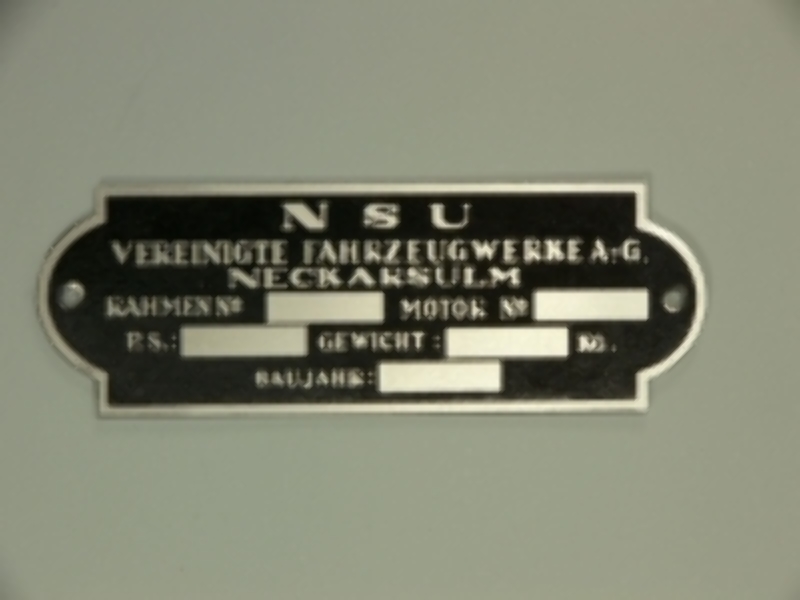 NSU
VEREINIGTE FAHRZEUGWERKE A-G.
NECKARSULM
RAHMEN Nº MOTOR Nº
P.S.: GEWICHT: KG.
BAUJAHR: